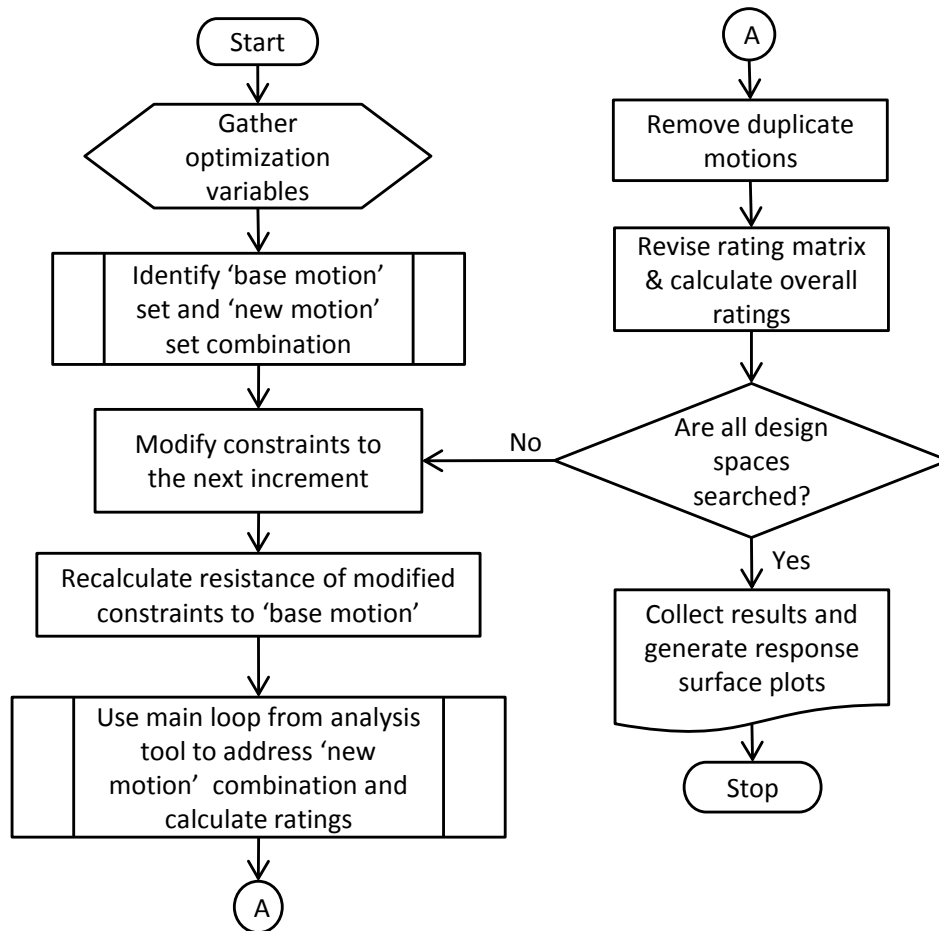 Start
Gather
optimization
variables
Identify ‘base motion’
set and ‘new motion’
set combination
Modify constraints to
the next increment
Recalculate resistance of modified
constraints to ‘base motion’
Use main loop from analysis
tool to address ‘new
motion’ combination and
calculate ratings
A
A
Remove duplicate
motions
Revise rating matrix
& calculate overall
ratings
Are all design
spaces
searched?
No
Yes
Collect results and
generate response
surface plots
Stop